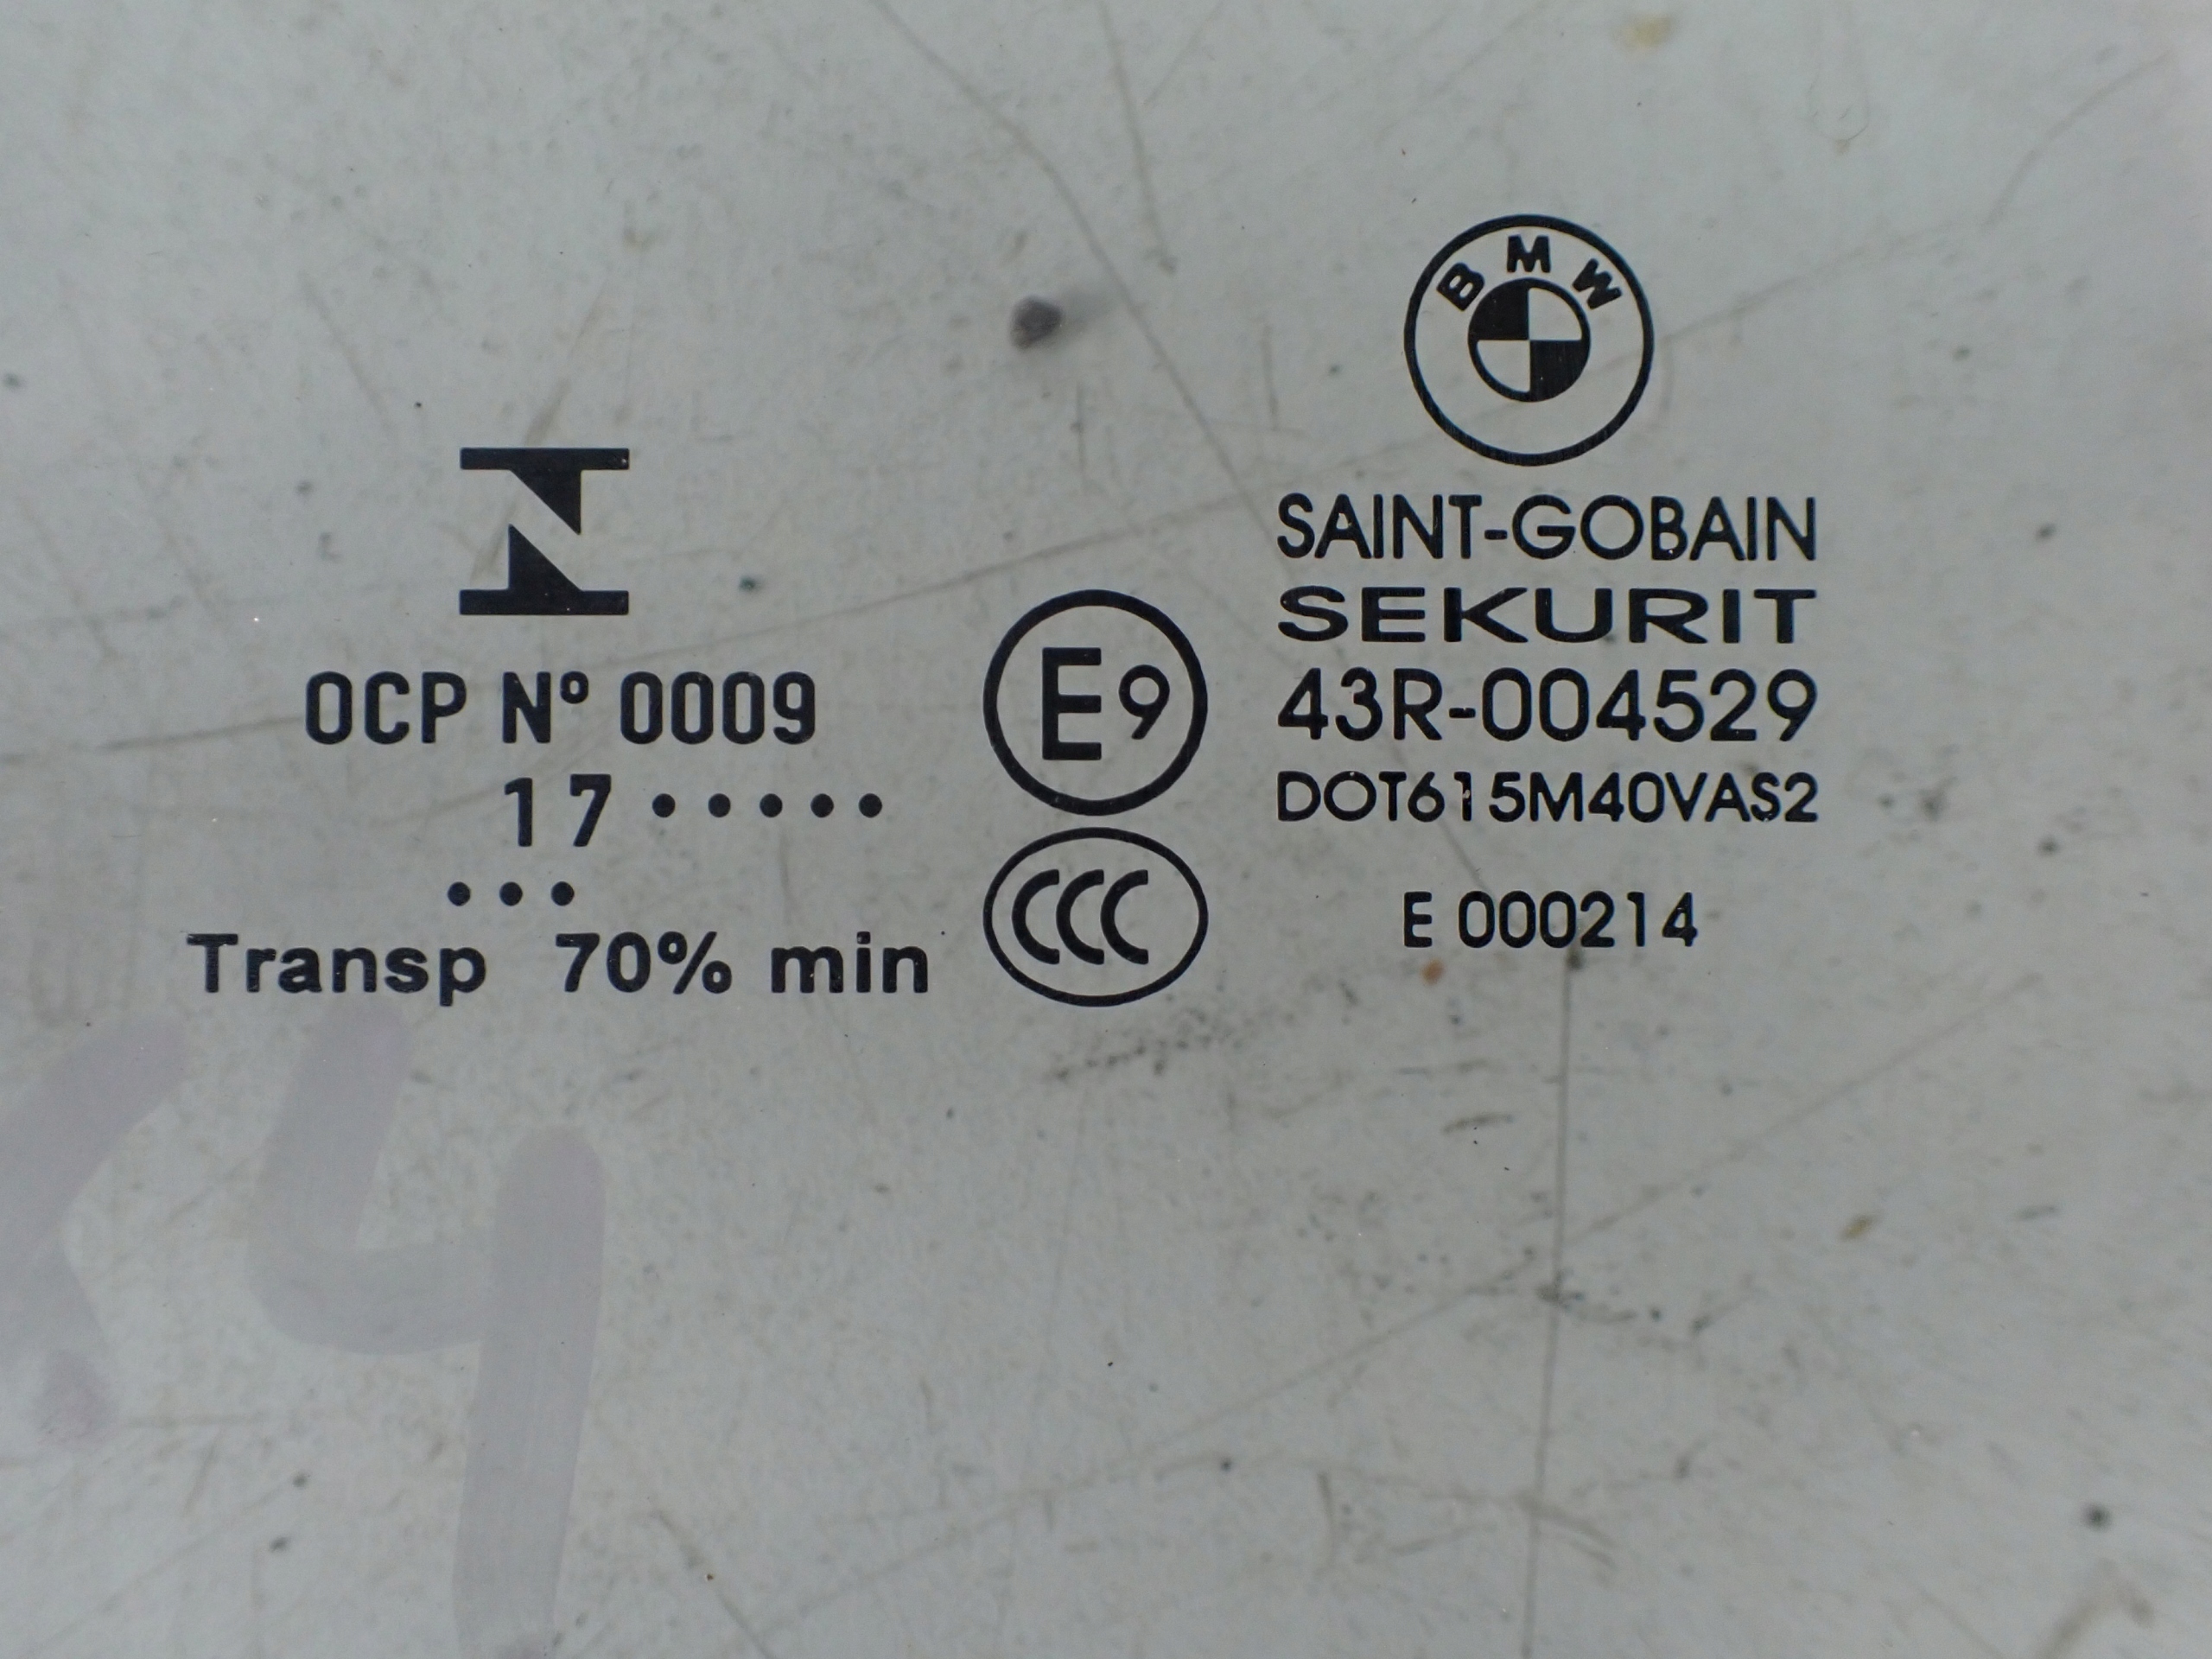 BMW
SAINT-GOBAIN
SEKURIT
43R-004529
DOT615M40VAS2
E 000214
E9
CCC
N
OCP Nº 0009
17 • • • • •
• • •
Transp 70% min